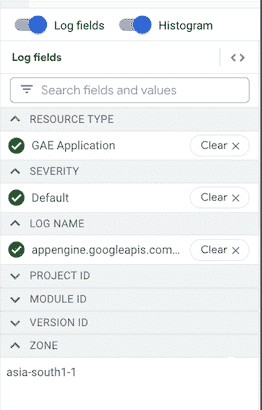 Log fields
Histogram
Log fields
Search fields and values
RESOURCE TYPE
GAE Application
Clear
SEVERITY
Default
Clear
LOG NAME
appengine.googleapis.com...
Clear
PROJECT ID
MODULE ID
VERSION ID
ZONE
asia-south1-1